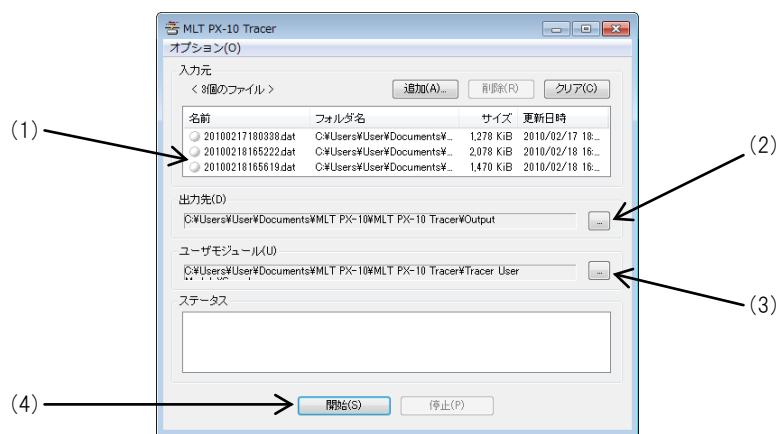 MLT PX-10 Tracer
オプション(O)
入力元
< 3個のファイル >
追加(A)...
削除(R)
クリア(C)
名前 フォルダ名 サイズ 更新日時
20100217180338.dat C:¥Users¥User¥Documents¥... 1,278 KiB 2010/02/17 18:...
20100218165222.dat C:¥Users¥User¥Documents¥... 2,078 KiB 2010/02/18 16:...
20100218165619.dat C:¥Users¥User¥Documents¥... 1,470 KiB 2010/02/18 16:...
(1)
(2)
出力先(D)
C:¥Users¥User¥Documents¥MLT PX-10¥MLT PX-10 Tracer¥Output
...
ユーザモジュール(U)
C:¥Users¥User¥Documents¥MLT PX-10¥MLT PX-10 Tracer¥Tracer User
...
(3)
ステータス
(4)
開始(S)
停止(P)